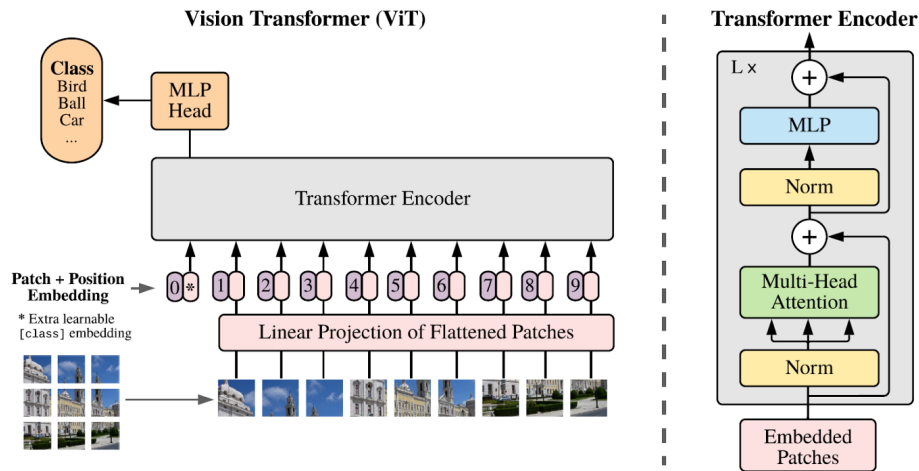 Vision Transformer (ViT)
Class
Bird
Ball
Car
...
MLP
Head
Transformer Encoder
Patch + Position
Embedding
0 * 1 2 3 4 5 6 7 8 9
* Extra learnable
[class] embedding
Linear Projection of Flattened Patches
Transformer Encoder
L ×
+
MLP
Norm
+
Multi-Head
Attention
Norm
Embedded
Patches